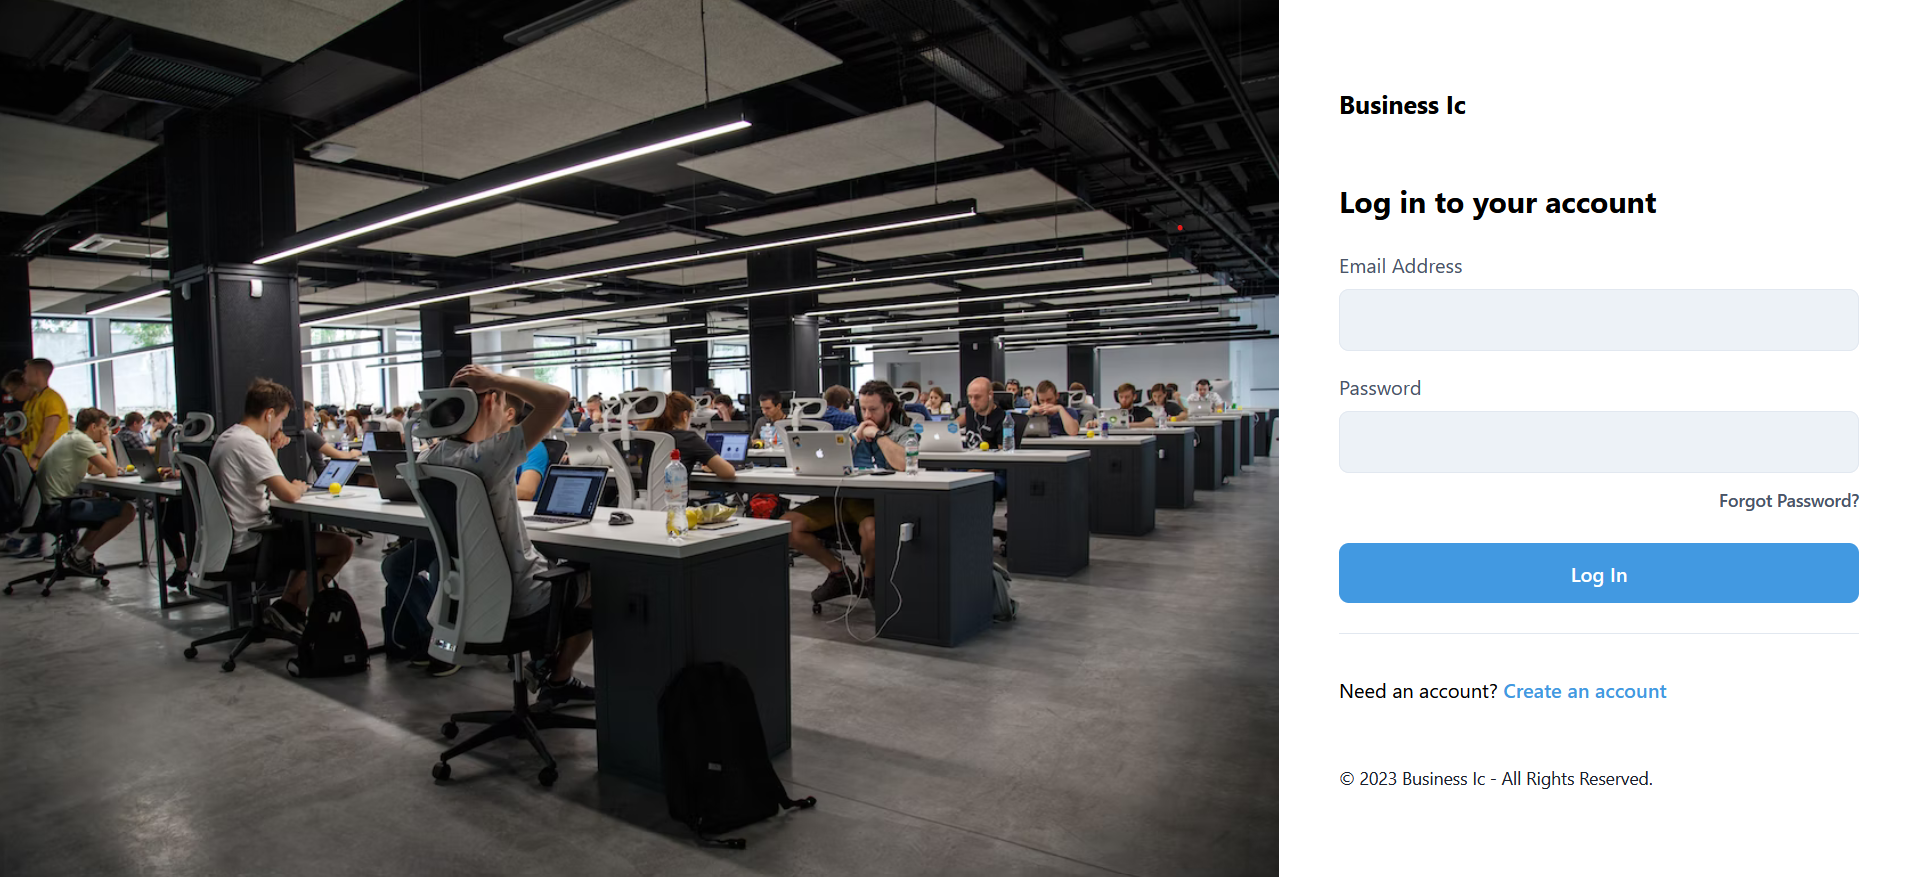 Business Ic
Log in to your account
Email Address
Password
Forgot Password?
Log In
Need an account? Create an account
© 2023 Business Ic - All Rights Reserved.